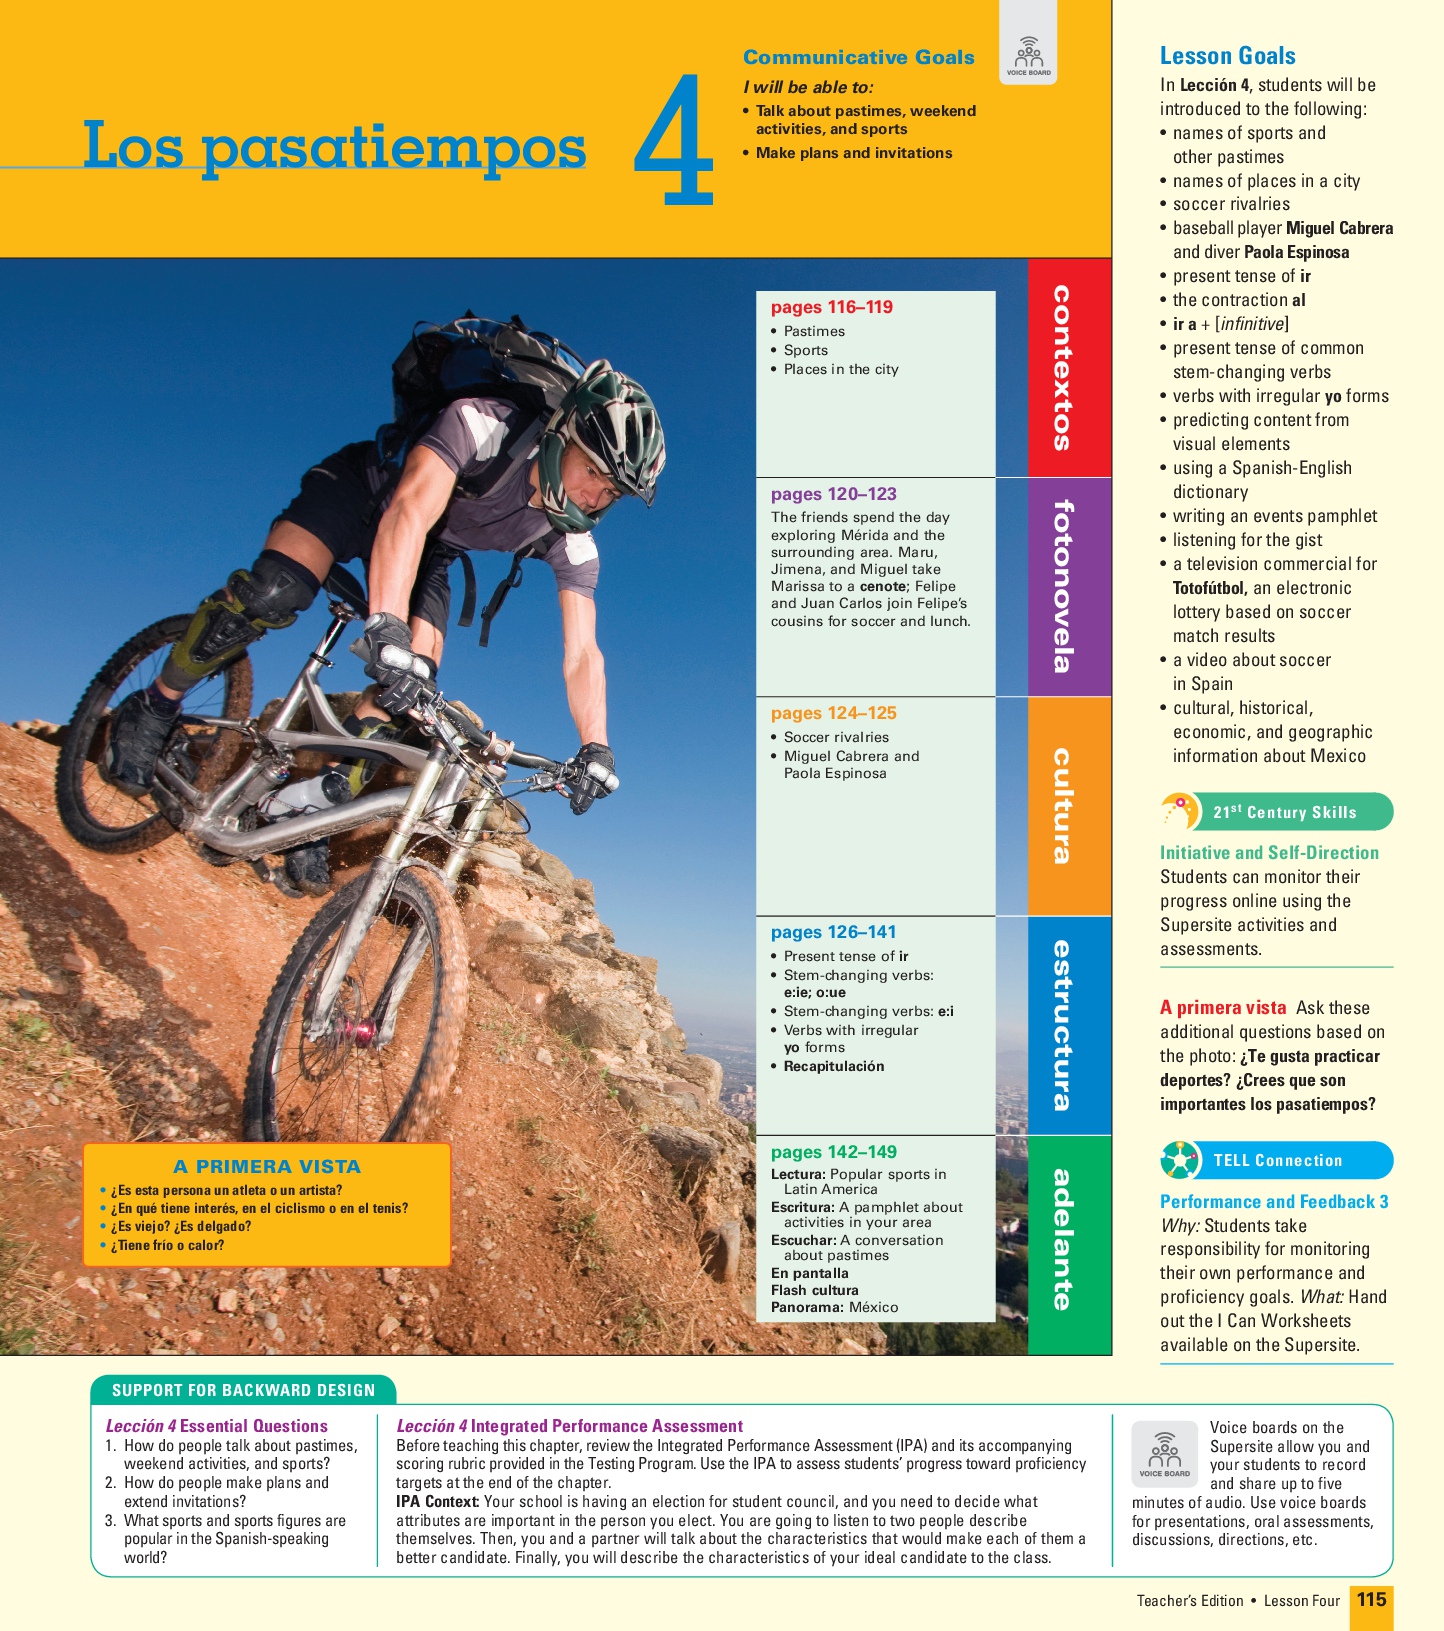 Los pasatiempos
4
Communicative Goals
I will be able to:
• Talk about pastimes, weekend
activities, and sports
• Make plans and invitations
VOICE BOARD
contextos
pages 116–119
• Pastimes
• Sports
• Places in the city
fotonovela
pages 120–123
The friends spend the day
exploring Mérida and the
surrounding area. Maru,
Jimena, and Miguel take
Marissa to a cenote; Felipe
and Juan Carlos join Felipe's
cousins for soccer and lunch.
cultura
pages 124–125
• Soccer rivalries
• Miguel Cabrera and
Paola Espinosa
estructura
pages 126–141
• Present tense of ir
• Stem-changing verbs:
e:ie; o:ue
• Stem-changing verbs: e:i
• Verbs with irregular
yo forms
• Recapitulación
adelante
pages 142–149
Lectura: Popular sports in
Latin America
Escritura: A pamphlet about
activities in your area
Escuchar: A conversation
about pastimes
En pantalla
Flash cultura
Panorama: México
A PRIMERA VISTA
• ¿Es esta persona un atleta o un artista?
• ¿En qué tiene interés, en el ciclismo o en el tenis?
• ¿Es viejo? ¿Es delgado?
• ¿Tiene frío o calor?
Lesson Goals
In Lección 4, students will be
introduced to the following:
• names of sports and
other pastimes
• names of places in a city
• soccer rivalries
• baseball player Miguel Cabrera
and diver Paola Espinosa
• present tense of ir
• the contraction al
• ir a + [infinitive]
• present tense of common
stem-changing verbs
• verbs with irregular yo forms
• predicting content from
visual elements
• using a Spanish-English
dictionary
• writing an events pamphlet
• listening for the gist
• a television commercial for
Totofútbol, an electronic
lottery based on soccer
match results
• a video about soccer
in Spain
• cultural, historical,
economic, and geographic
information about Mexico
21st Century Skills
Initiative and Self-Direction
Students can monitor their
progress online using the
Supersite activities and
assessments.
A primera vista Ask these
additional questions based on
the photo: ¿Te gusta practicar
deportes? ¿Crees que son
importantes los pasatiempos?
TELL Connection
Performance and Feedback 3
Why: Students take
responsibility for monitoring
their own performance and
proficiency goals. What: Hand
out the I Can Worksheets
available on the Supersite.
SUPPORT FOR BACKWARD DESIGN
Lección 4 Essential Questions
1. How do people talk about pastimes,
weekend activities, and sports?
2. How do people make plans and
extend invitations?
3. What sports and sports figures are
popular in the Spanish-speaking
world?
Lección 4 Integrated Performance Assessment
Before teaching this chapter, review the Integrated Performance Assessment (IPA) and its accompanying
scoring rubric provided in the Testing Program. Use the IPA to assess students' progress toward proficiency
targets at the end of the chapter.
IPA Context: Your school is having an election for student council, and you need to decide what
attributes are important in the person you elect. You are going to listen to two people describe
themselves. Then, you and a partner will talk about the characteristics that would make each of them a
better candidate. Finally, you will describe the characteristics of your ideal candidate to the class.
VOICE BOARD
Voice boards on the
Supersite allow you and
your students to record
and share up to five
minutes of audio. Use voice boards
for presentations, oral assessments,
discussions, directions, etc.
Teacher's Edition • Lesson Four 115